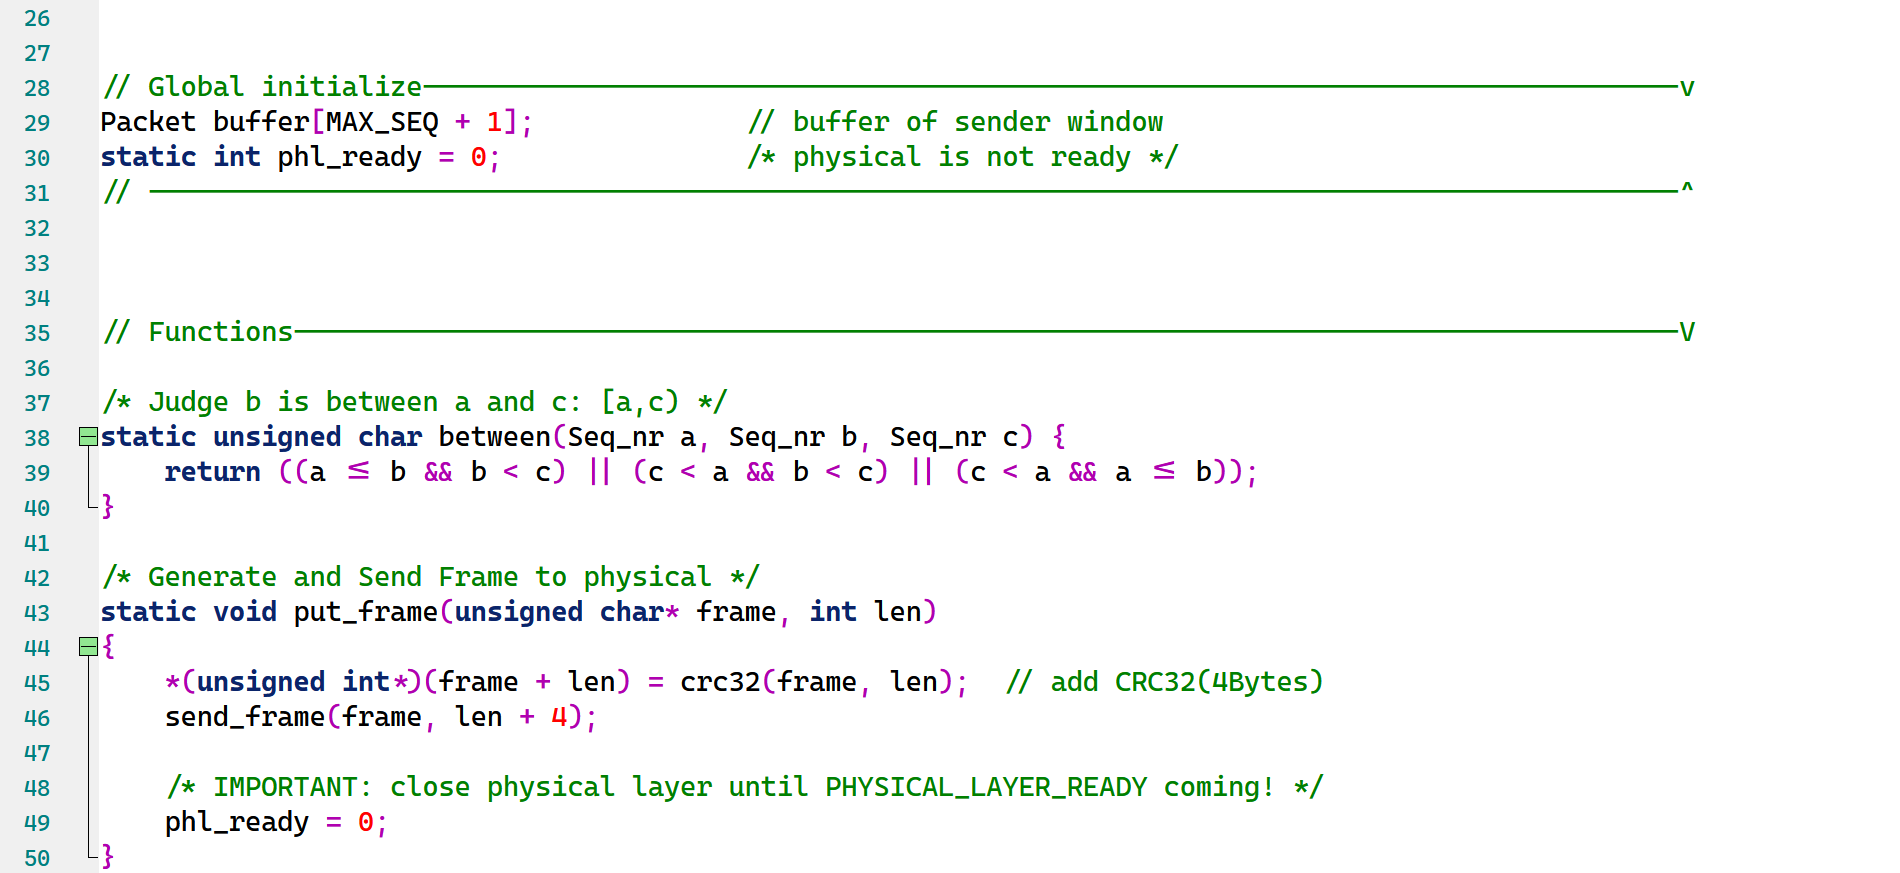 26
27
28 // Global initialize----------------------------------------------------------------------------------v
29 Packet buffer[MAX_SEQ + 1]; // buffer of sender window
30 static int phl_ready = 0; /* physical is not ready */
31 // -----------------------------------------------------------------------------------------------^
32
33
34
35 // Functions------------------------------------------------------------------------------------------V
36
37 /* Judge b is between a and c: [a,c) */
38 static unsigned char between(Seq_nr a, Seq_nr b, Seq_nr c) {
39 return ((a <= b && b < c) || (c < a && b < c) || (c < a && a <= b));
40 }
41
42 /* Generate and Send Frame to physical */
43 static void put_frame(unsigned char* frame, int len)
44 {
45 *(unsigned int*)(frame + len) = crc32(frame, len); // add CRC32(4Bytes)
46 send_frame(frame, len + 4);
47
48 /* IMPORTANT: close physical layer until PHYSICAL_LAYER_READY coming! */
49 phl_ready = 0;
50 }